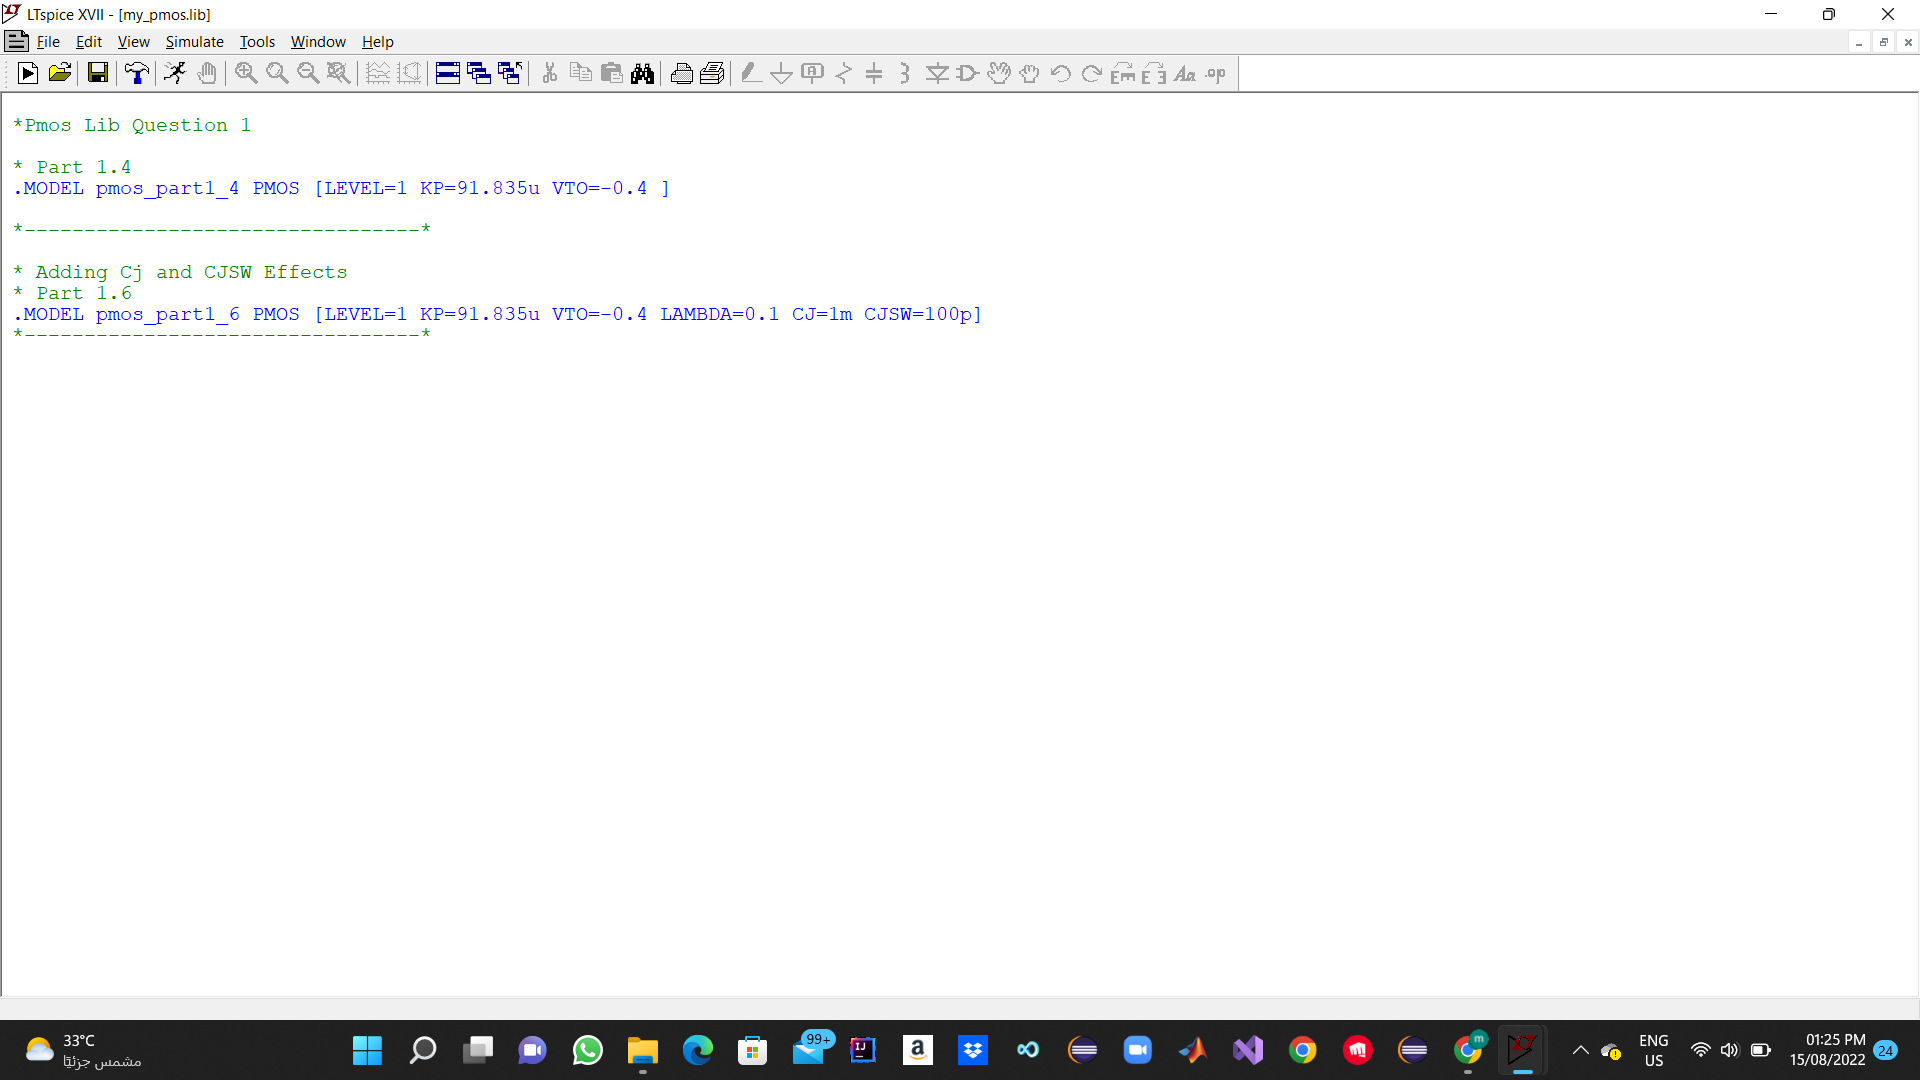 LTspice XVII - [my_pmos.lib]
File Edit View Simulate Tools Window Help
*Pmos Lib Question 1
* Part 1.4
.MODEL pmos_part1_4 PMOS [LEVEL=1 KP=91.835u VTO=-0.4 ]
*---------------------------------*
* Adding Cj and CJSW Effects
* Part 1.6
.MODEL pmos_part1_6 PMOS [LEVEL=1 KP=91.835u VTO=-0.4 LAMBDA=0.1 CJ=1m CJSW=100p]
*---------------------------------*
33°C
مشمس جزئيًا
99+
IJ
a
m
ENG
US
01:25 PM
15/08/2022
24